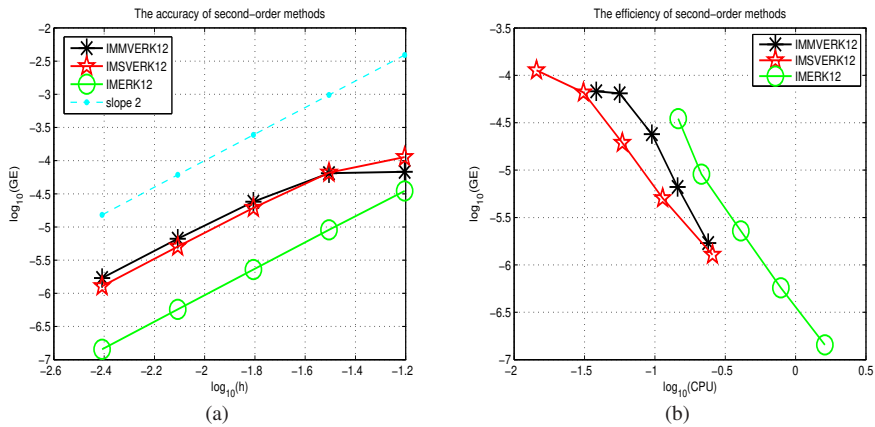 The accuracy of second−order methods
−2
−2.5
−3
−3.5
−4
−4.5
−5
−5.5
−6
−6.5
−7
log10(GE)
IMMVERK12
IMSVERK12
IMERK12
slope 2
−2.6
−2.4
−2.2
−2
−1.8
−1.6
−1.4
−1.2
log10(h)
(a)
The efficiency of second−order methods
−3.5
−4
−4.5
−5
−5.5
−6
−6.5
−7
log10(GE)
IMMVERK12
IMSVERK12
IMERK12
−2
−1.5
−1
−0.5
0
0.5
log10(CPU)
(b)